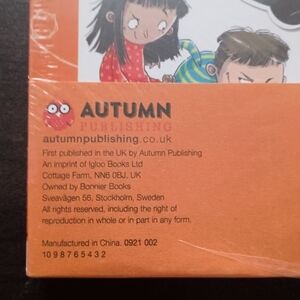 AUTUMN
PUBLISHING
autumnpublishing.co.uk
First published in the UK by Autumn Publishing
An imprint of Igloo Books Ltd
Cottage Farm, NN6 0BJ, UK
Owned by Bonnier Books
Sveavägen 56, Stockholm, Sweden
All rights reserved, including the right of
reproduction in whole or in part in any form.
Manufactured in China. 0921 002
10 9 8 7 6 5 4 3 2